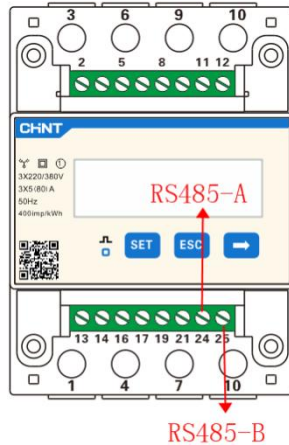 3 6 9 10
2 5 8 11 12
CHNT
3X220/380V
3X5(80)A
50Hz
400imp/kWh
RS485-A
SET ESC
13 14 16 17 19 21 24 25
1 4 7 10
RS485-B